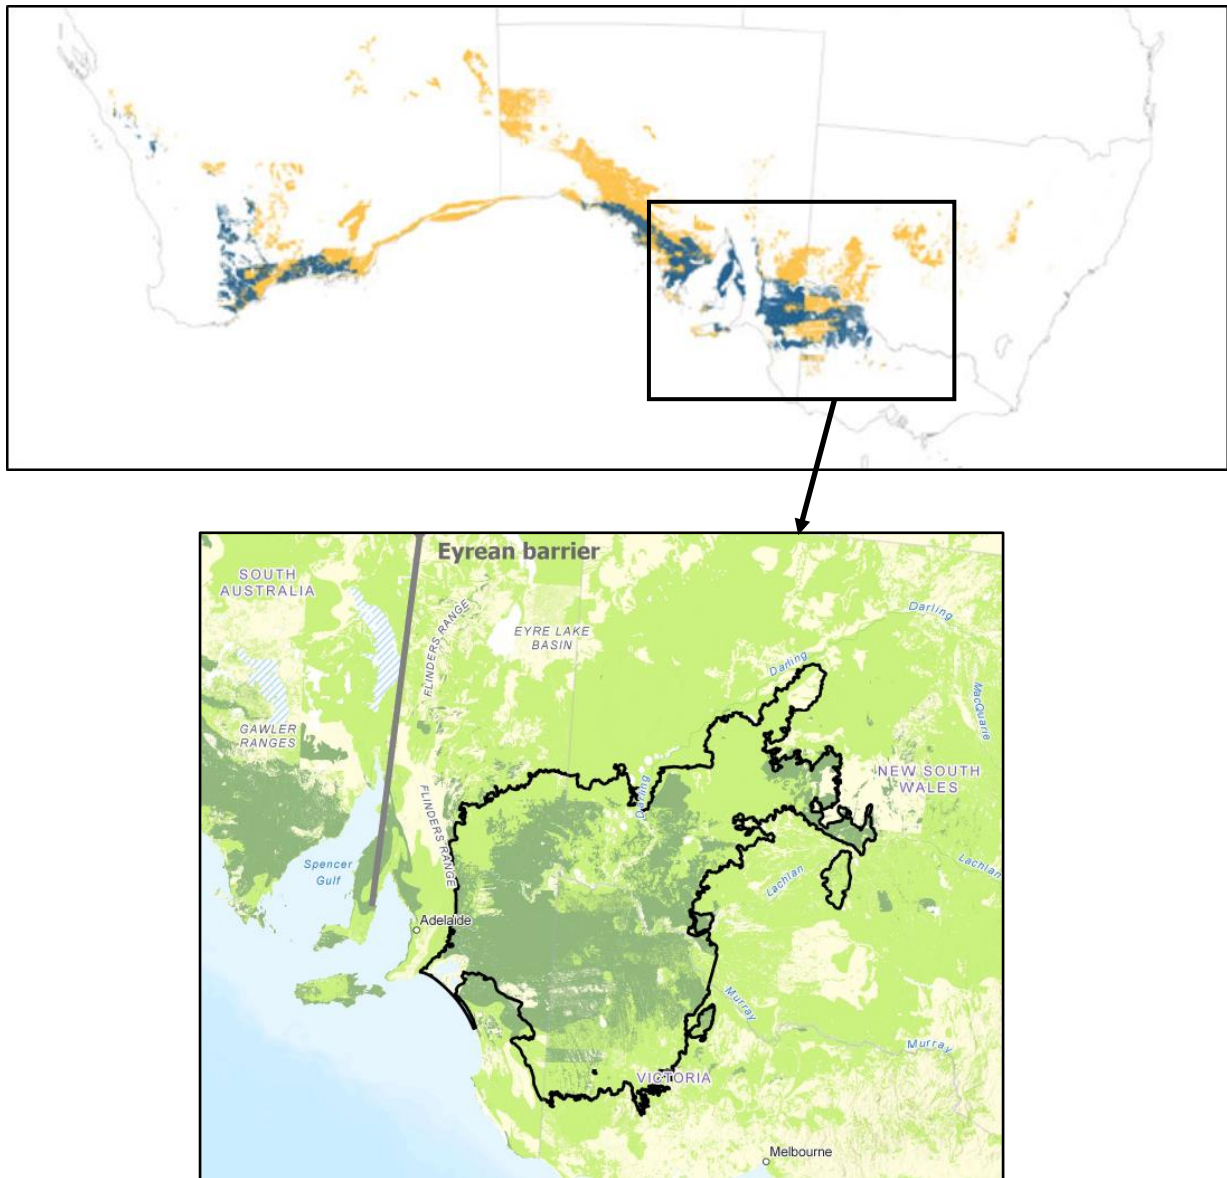 Eyrean barrier
SOUTH
AUSTRALIA
FLINDERS RANGE
EYRE LAKE
BASIN
Darling
Darling
MacQuarie
GAWLER
RANGES
Darling
NEW SOUTH
WALES
FLINDERS RANGE
Spencer
Gulf
Lachlan
Lachlan
Adelaide
Murray
Murray
VICTORIA
Melbourne